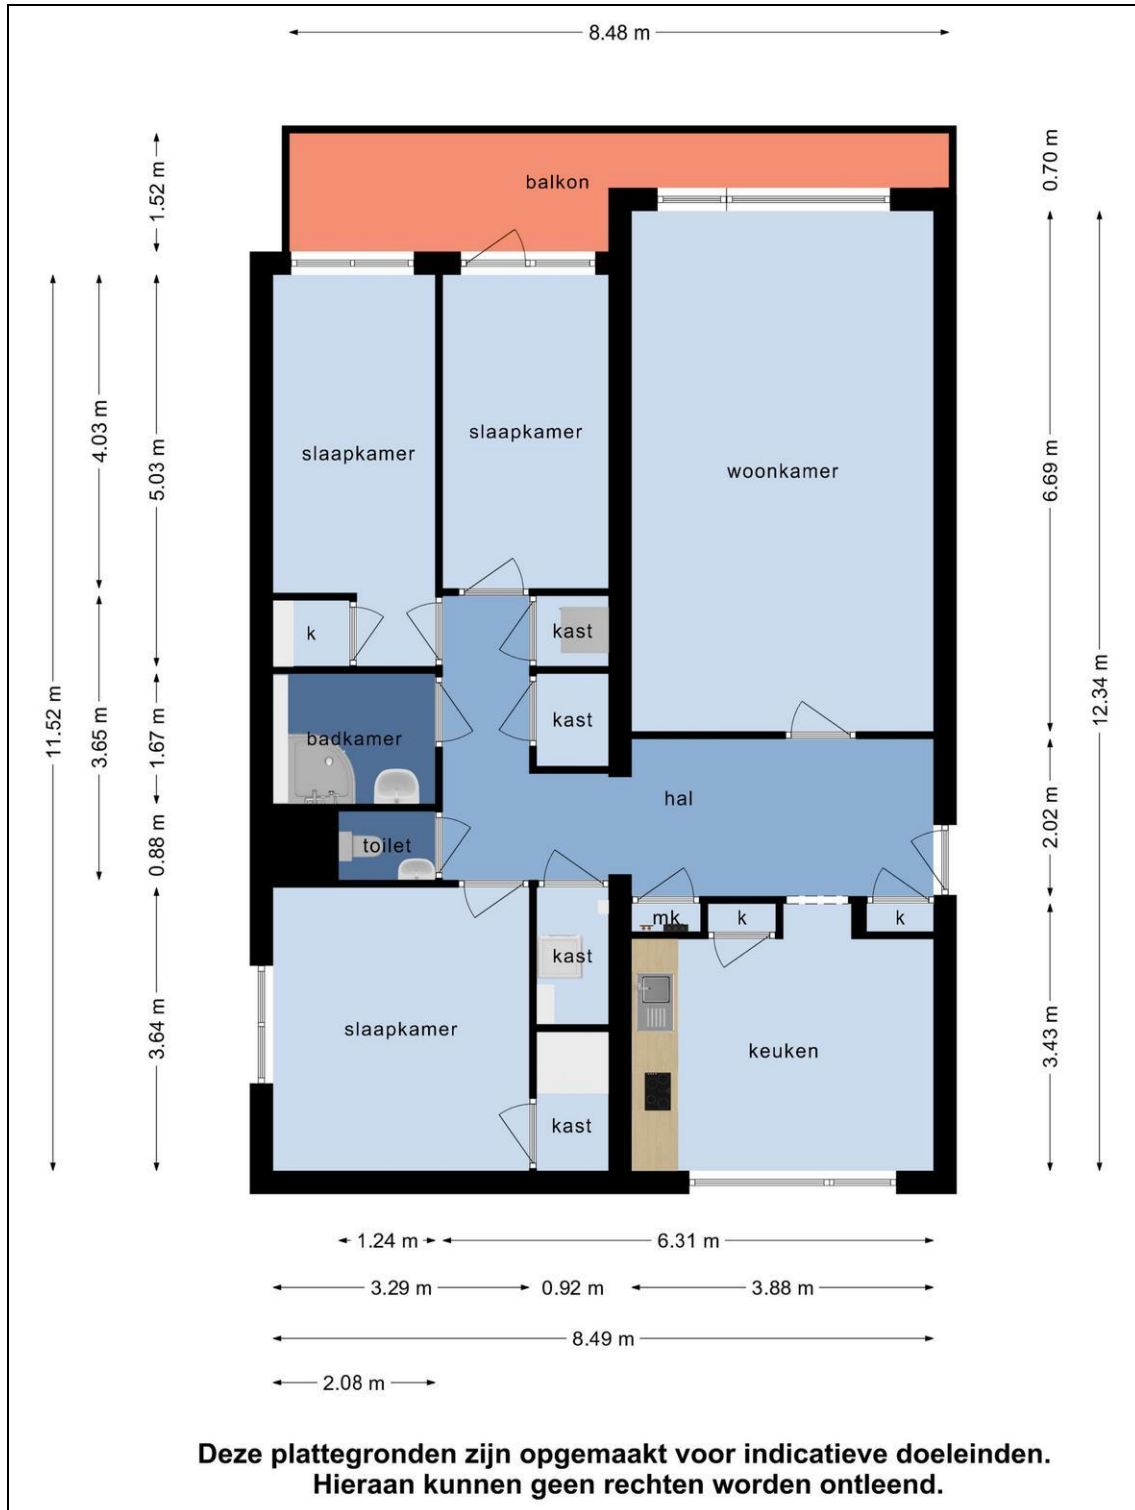 8.48 m
1.52 m
0.70 m
balkon
4.03 m
5.03 m
slaapkamer
slaapkamer
woonkamer
6.69 m
11.52 m
3.65 m
1.67 m
0.88 m
3.64 m
k
kast
kast
badkamer
hal
toilet
2.02 m
12.34 m
mk
k
k
kast
slaapkamer
keuken
3.43 m
kast
1.24 m
6.31 m
3.29 m
0.92 m
3.88 m
8.49 m
2.08 m
Deze plattegronden zijn opgemaakt voor indicatieve doeleinden.
Hieraan kunnen geen rechten worden ontleend.